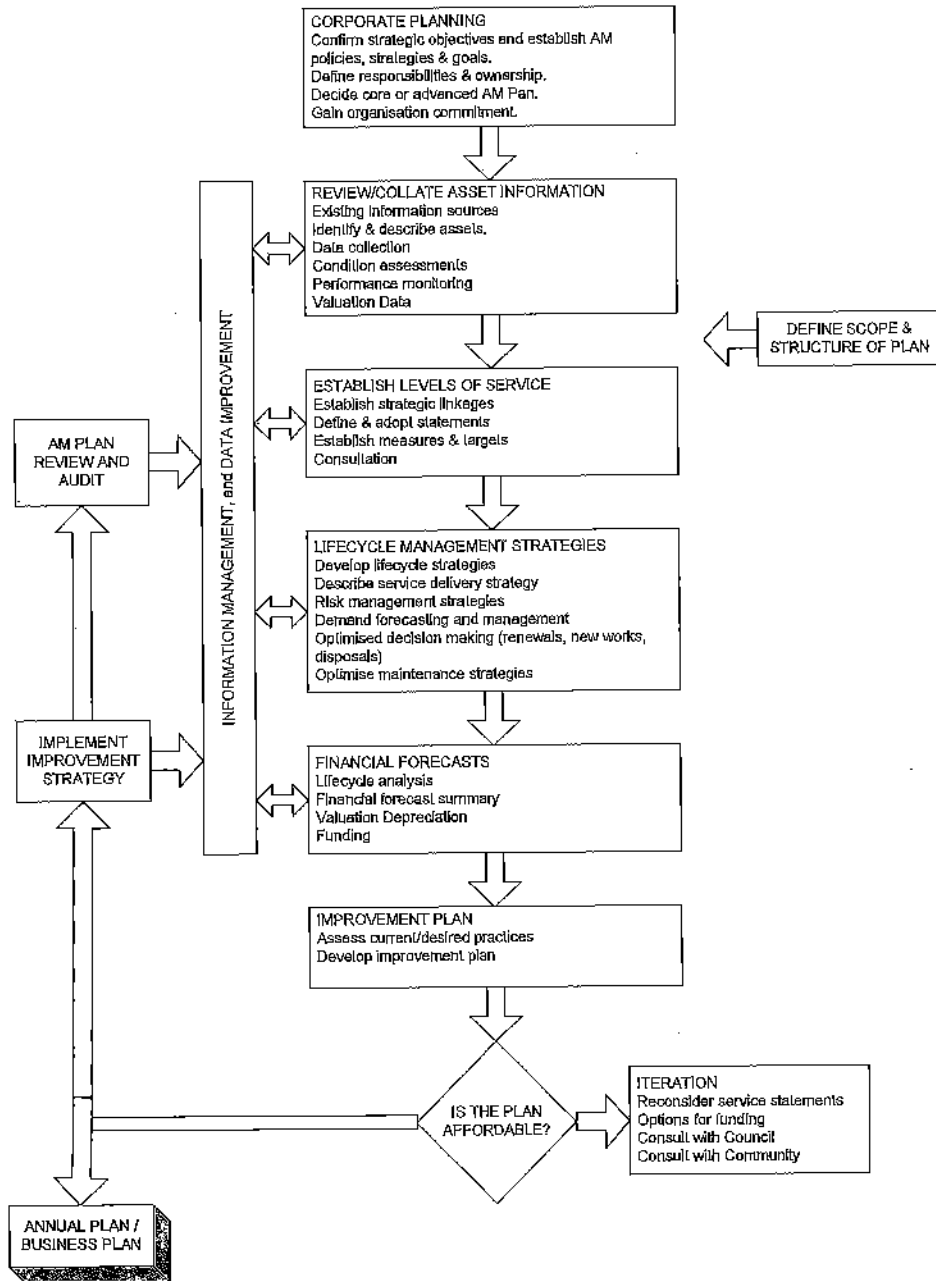 CORPORATE PLANNING
Confirm strategic objectives and establish AM
policies, strategies & goals.
Define responsibilities & ownership.
Decide core or advanced AM Pan.
Gain organisation commitment.
REVIEW/COLLATE ASSET INFORMATION
Existing information sources
Identify & describe assets.
Data collection
Condition assessments
Performance monitoring
Valuation Data
DEFINE SCOPE &
STRUCTURE OF PLAN
INFORMATION MANAGEMENT, and DATA IMPROVEMENT
ESTABLISH LEVELS OF SERVICE
Establish strategic linkages
Define & adopt statements
Establish measures & targets
Consultation
AM PLAN
REVIEW AND
AUDIT
LIFECYCLE MANAGEMENT STRATEGIES
Develop lifecycle strategies
Describe service delivery strategy
Risk management strategies
Demand forecasting and management
Optimised decision making (renewals, new works,
disposals)
Optimise maintenance strategies
IMPLEMENT
IMPROVEMENT
STRATEGY
FINANCIAL FORECASTS
Lifecycle analysis
Financial forecast summary
Valuation Depreciation
Funding
IMPROVEMENT PLAN
Assess current/desired practices
Develop improvement plan
IS THE PLAN
AFFORDABLE?
ITERATION
Reconsider service statements
Options for funding
Consult with Council
Consult with Community
ANNUAL PLAN /
BUSINESS PLAN